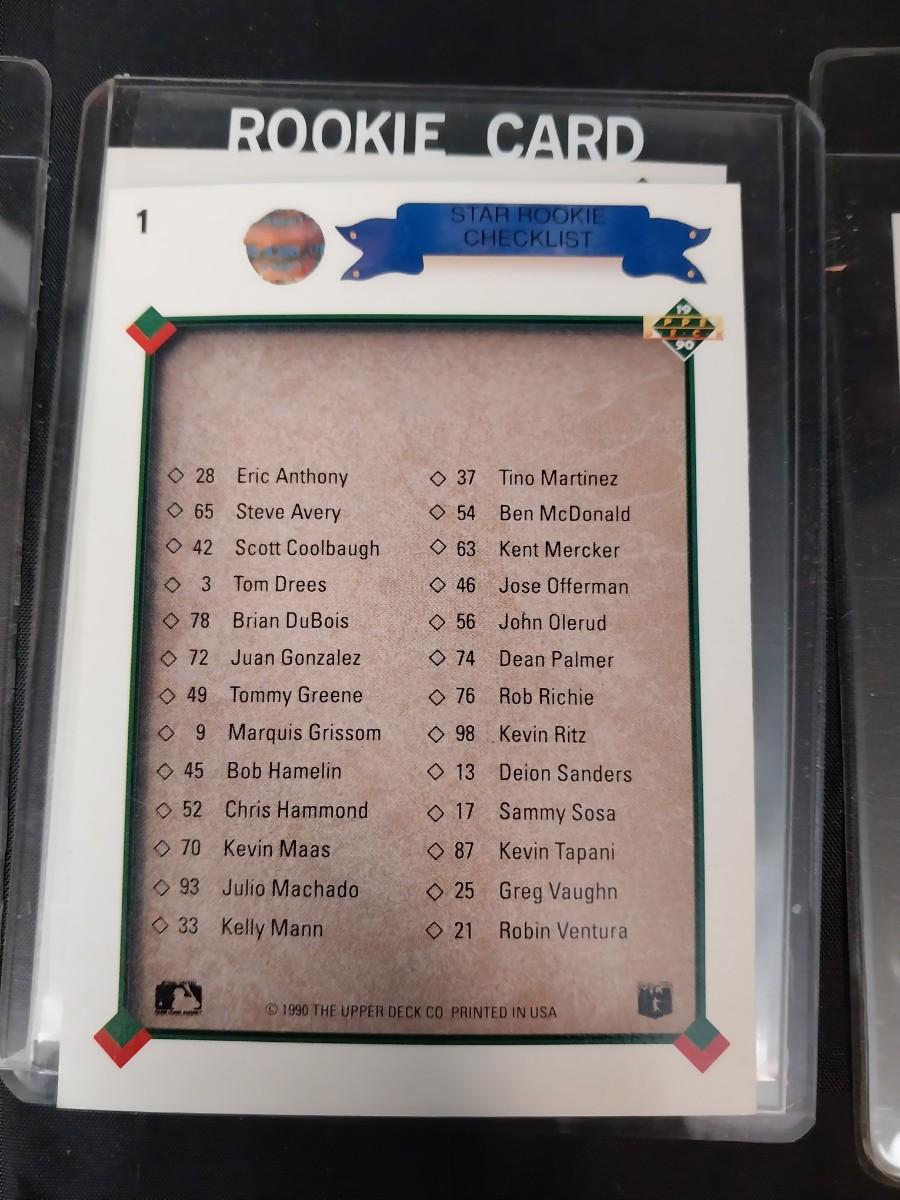 ROOKIE CARD
1
STAR ROOKIE
CHECKLIST
19
90
28 Eric Anthony
65 Steve Avery
42 Scott Coolbaugh
3 Tom Drees
78 Brian DuBois
72 Juan Gonzalez
49 Tommy Greene
9 Marquis Grissom
45 Bob Hamelin
52 Chris Hammond
70 Kevin Maas
93 Julio Machado
33 Kelly Mann
37 Tino Martinez
54 Ben McDonald
63 Kent Mercker
46 Jose Offerman
56 John Olerud
74 Dean Palmer
76 Rob Richie
98 Kevin Ritz
13 Deion Sanders
17 Sammy Sosa
87 Kevin Tapani
25 Greg Vaughn
21 Robin Ventura
© 1990 THE UPPER DECK CO PRINTED IN USA